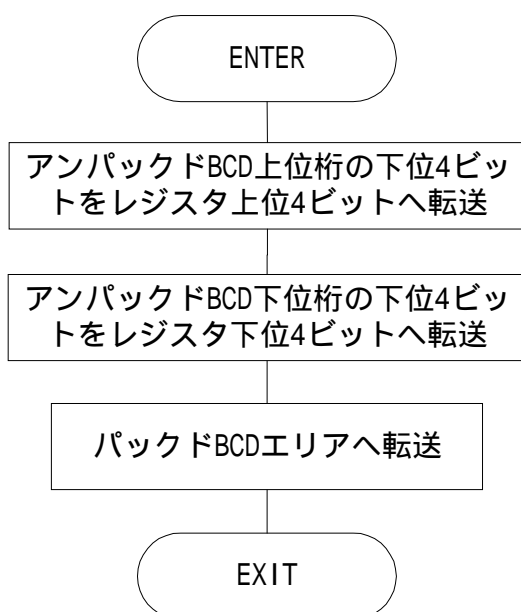 ENTER
アンパックドBCD上位桁の下位4ビッ
トをレジスタ上位4ビットへ転送
アンパックドBCD下位桁の下位4ビッ
トをレジスタ下位4ビットへ転送
パックドBCDエリアへ転送
EXIT